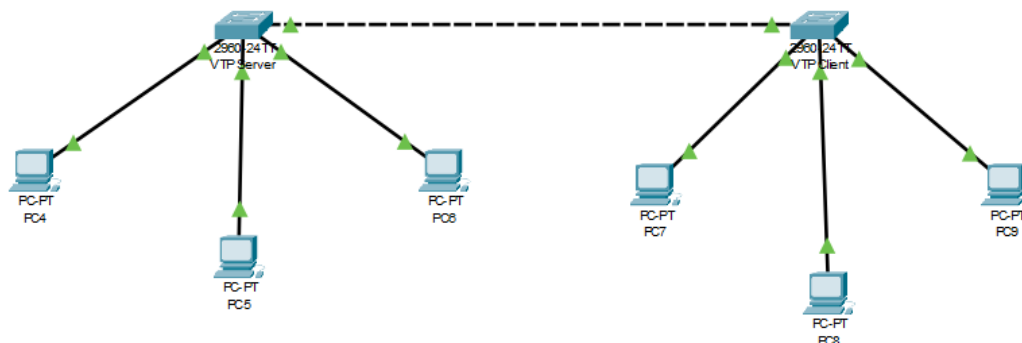 2960-24TT
VTP Server
2960-24TT
VTP Client
PC-PT
PC4
PC-PT
PC6
PC-PT
PC7
PC-PT
PC9
PC-PT
PC5
PC-PT
PC8